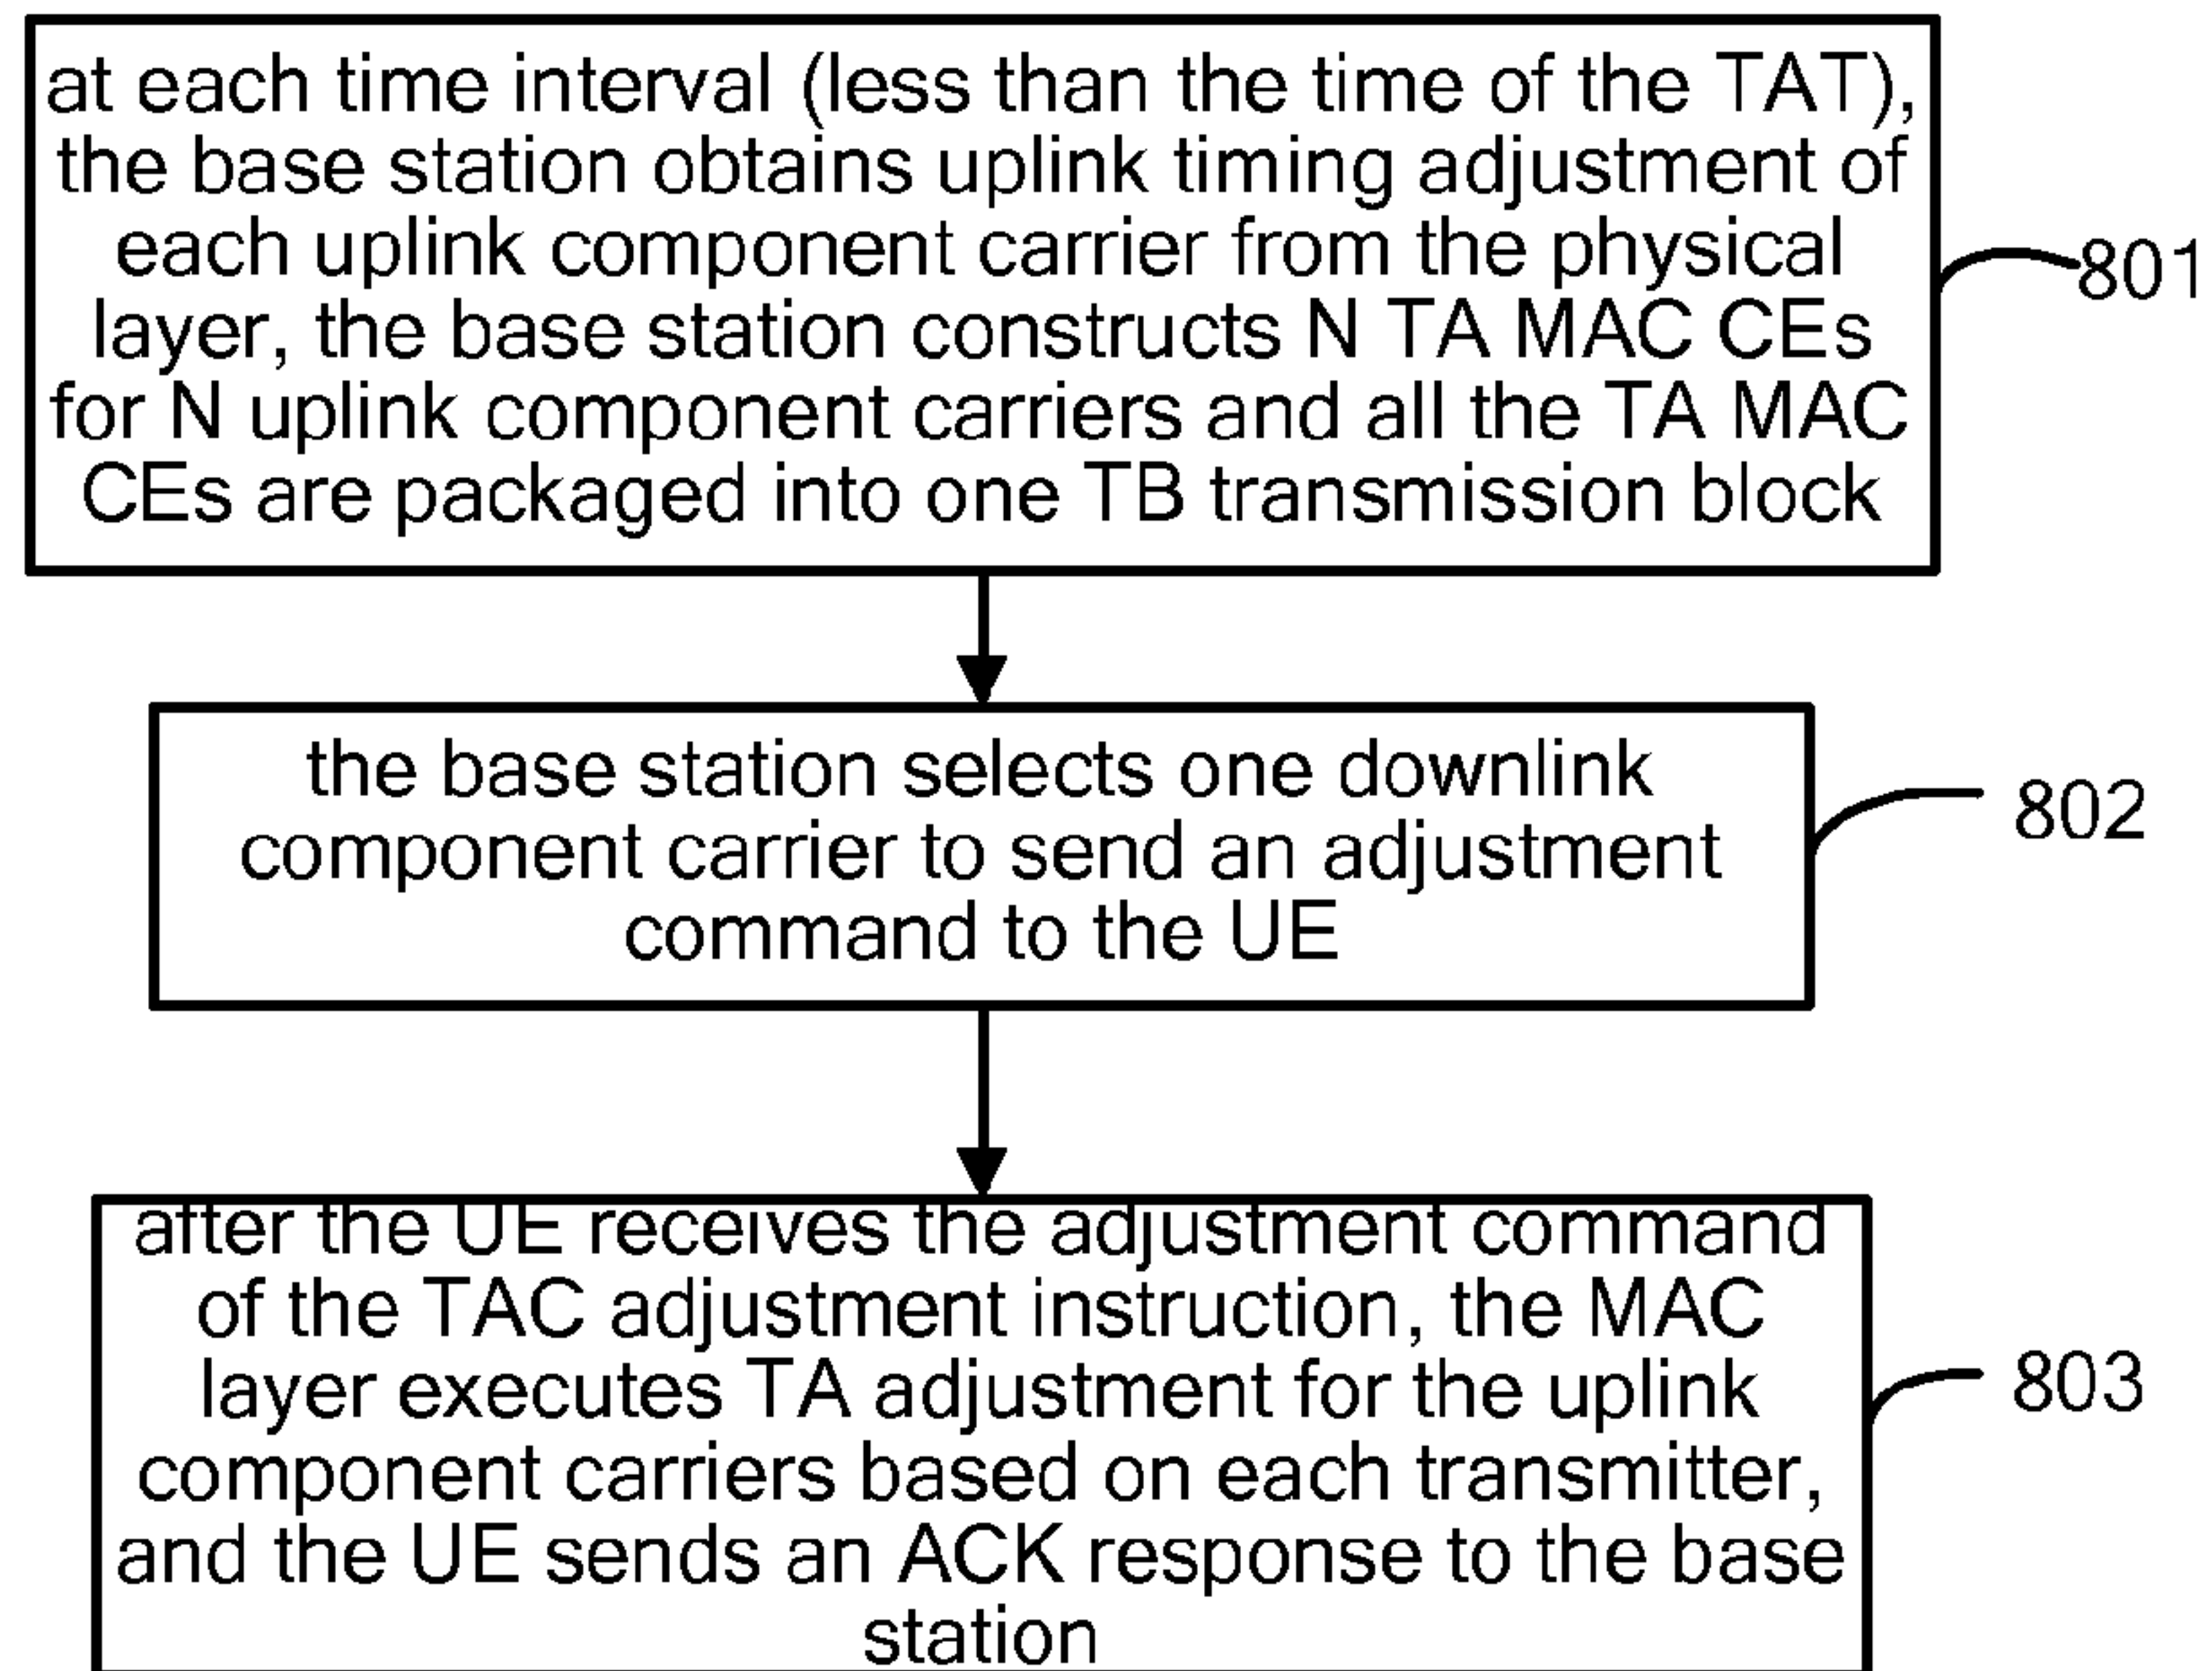 at each time interval (less than the time of the TAT),
the base station obtains uplink timing adjustment of
each uplink component carrier from the physical
layer, the base station constructs N TA MAC CEs
for N uplink component carriers and all the TA MAC
CEs are packaged into one TB transmission block
801
the base station selects one downlink
component carrier to send an adjustment
command to the UE
802
after the UE receives the adjustment command
of the TAC adjustment instruction, the MAC
layer executes TA adjustment for the uplink
component carriers based on each transmitter,
and the UE sends an ACK response to the base
station
803